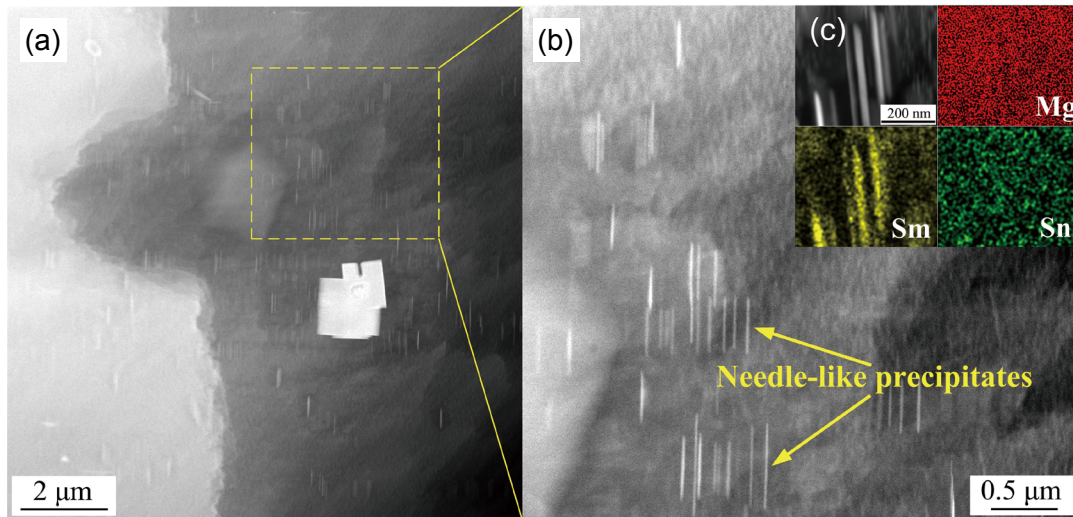 (a)
2 μm
(b)
Needle-like precipitates
0.5 μm
(c)
200 nm
Mg
Sm
Sn